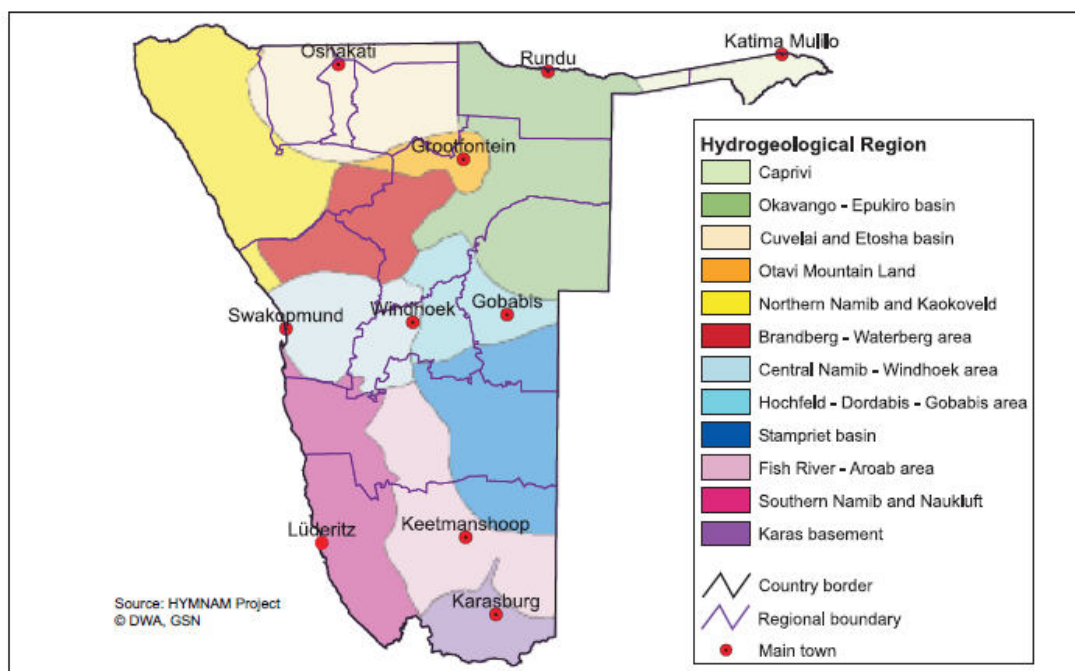 Oshakati
Rundu
Katima Mulilo
Grootfontein
Swakopmund
Windhoek
Gobabis
Lüderitz
Keetmanshoop
Karasburg
Source: HYMNAM Project
© DWA, GSN
Hydrogeological Region
Caprivi
Okavango - Epukiro basin
Cuvelai and Etosha basin
Otavi Mountain Land
Northern Namib and Kaokoveld
Brandberg - Waterberg area
Central Namib - Windhoek area
Hochfeld - Dordabis - Gobabis area
Stampriet basin
Fish River - Aroab area
Southern Namib and Naukluft
Karas basement
Country border
Regional boundary
Main town